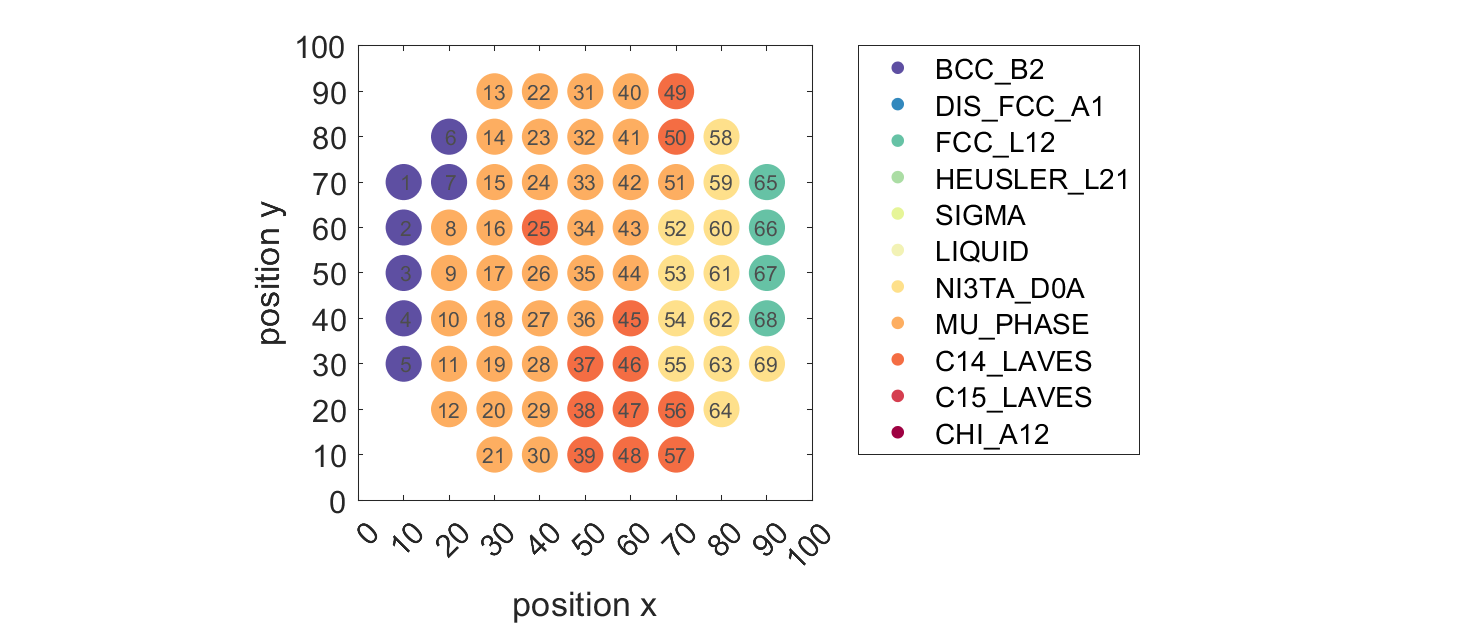 100
90 13 22 31 40 49
80 6 14 23 32 41 50 58
70 1 7 15 24 33 42 51 59 65
60 2 8 16 25 34 43 52 60 66
50 3 9 17 26 35 44 53 61 67
40 4 10 18 27 36 45 54 62 68
30 5 11 19 28 37 46 55 63 69
20 12 20 29 38 47 56 64
10 21 30 39 48 57
0
0 10 20 30 40 50 60 70 80 90 100
position x
position y
BCC_B2
DIS_FCC_A1
FCC_L12
HEUSLER_L21
SIGMA
LIQUID
NI3TA_D0A
MU_PHASE
C14_LAVES
C15_LAVES
CHI_A12